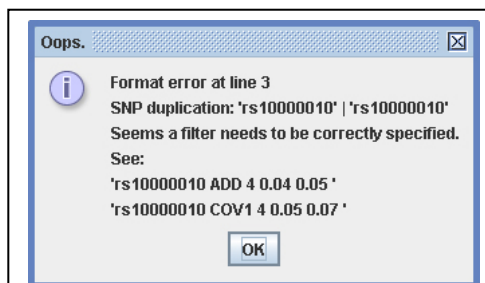 Oops.
Format error at line 3
SNP duplication: 'rs10000010' | 'rs10000010'
Seems a filter needs to be correctly specified.
See:
'rs10000010 ADD 4 0.04 0.05 '
'rs10000010 COV1 4 0.05 0.07 '
OK